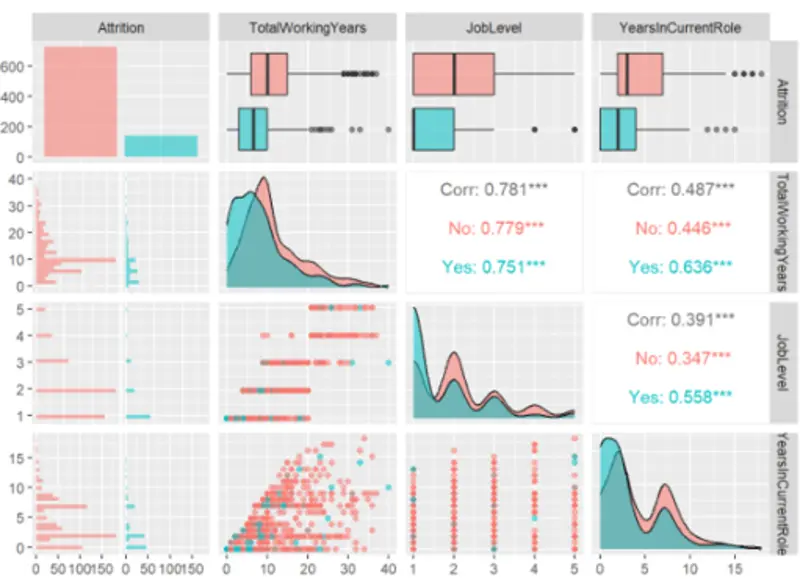 Attrition TotalWorkingYears JobLevel YearsInCurrentRole
600
400
200
0
Attrition
40
30
20
10
0
Corr: 0.781***
No: 0.779***
Yes: 0.751***
Corr: 0.487***
No: 0.446***
Yes: 0.636***
TotalWorkingYears
5
4
3
2
1
Corr: 0.391***
No: 0.347***
Yes: 0.558***
JobLevel
15
10
5
0
YearsInCurrentRole
0 50 100150 0 50 100150 0 10 20 30 40 1 2 3 4 5 0 5 10 15